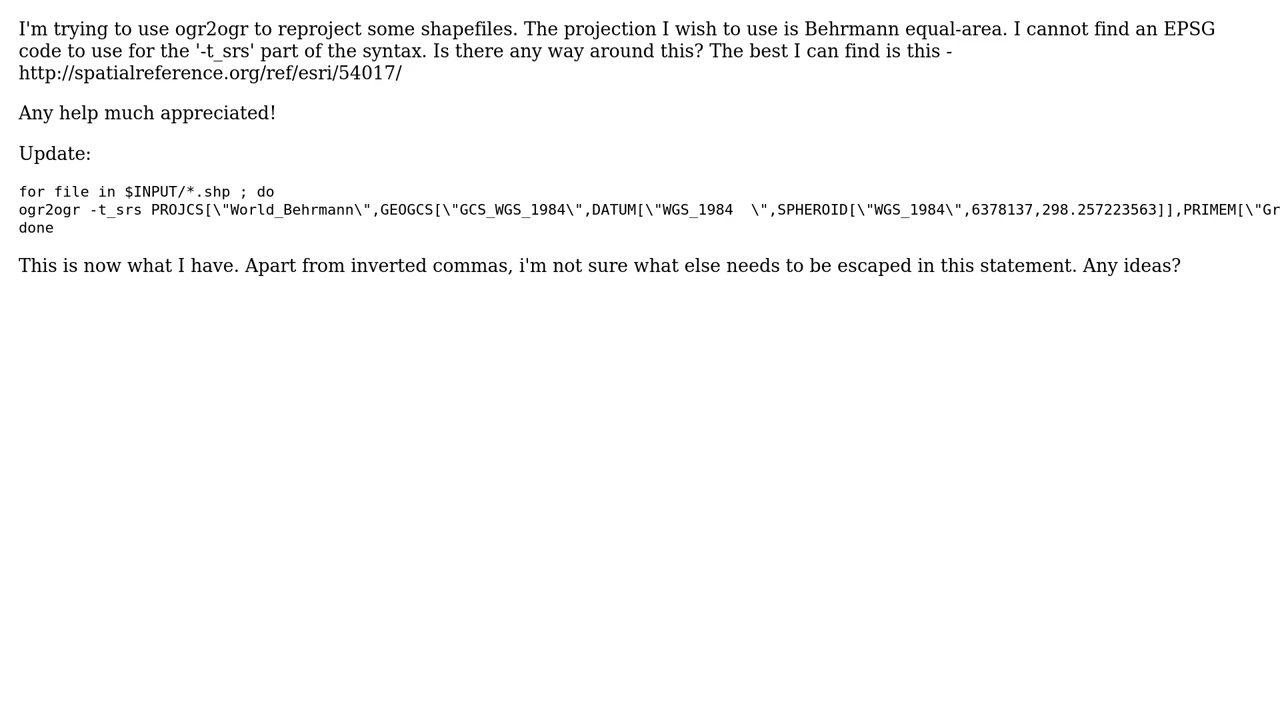 I'm trying to use ogr2ogr to reproject some shapefiles. The projection I wish to use is Behrmann equal-area. I cannot find an EPSG
code to use for the '-t_srs' part of the syntax. Is there any way around this? The best I can find is this -
http://spatialreference.org/ref/esri/54017/
Any help much appreciated!
Update:
for file in $INPUT/*.shp ; do
ogr2ogr -t_srs PROJCS[\"World_Behrmann\",GEOGCS[\"GCS_WGS_1984\",DATUM[\"WGS_1984  \",SPHEROID[\"WGS_1984\",6378137,298.257223563]],PRIMEM[\"Gr
done
This is now what I have. Apart from inverted commas, i'm not sure what else needs to be escaped in this statement. Any ideas?